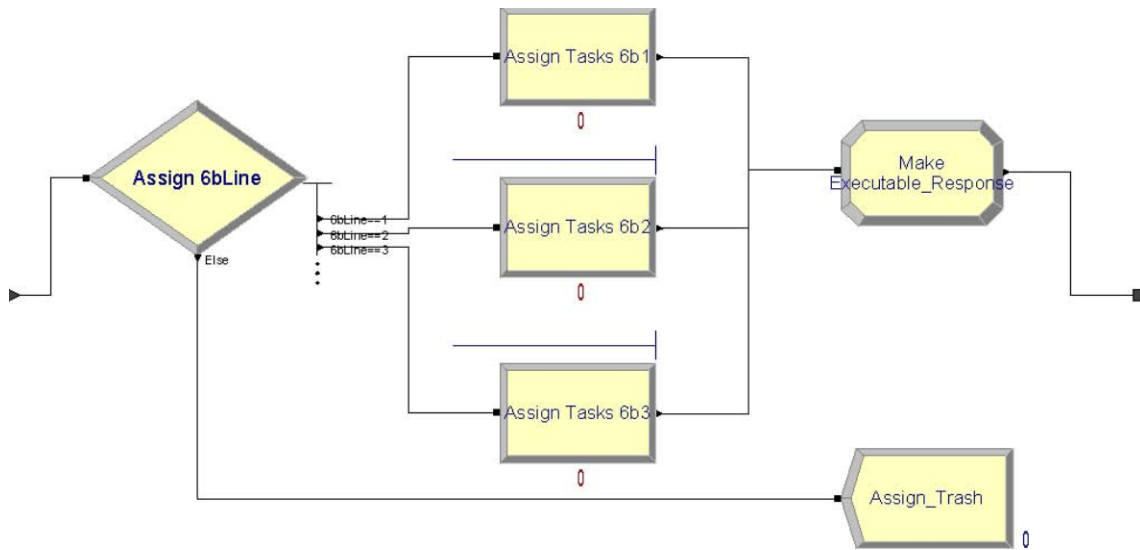 Assign Tasks 6b1
0
Assign 6bLine
6bLine==1
6bLine==2
6bLine==3
Else
Assign Tasks 6b2
0
Make
Executable_Response
Assign Tasks 6b3
0
Assign_Trash
0